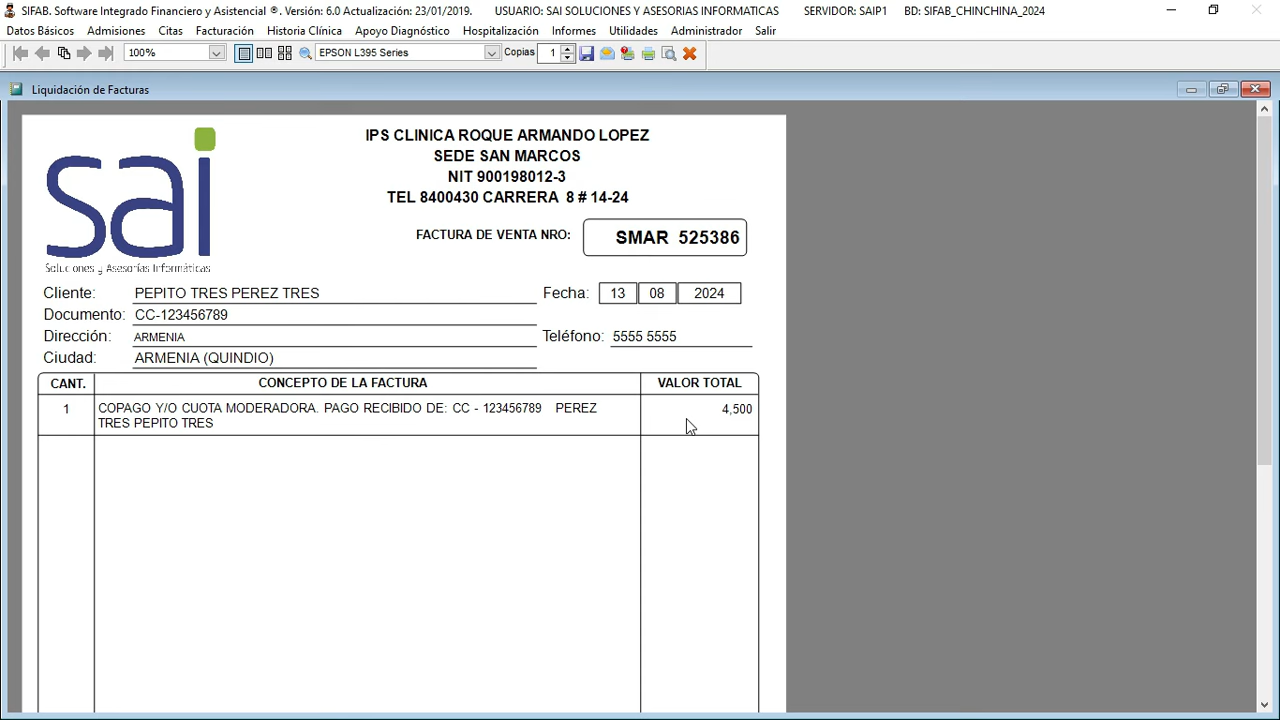 SIFAB. Software Integrado Financiero y Asistencial ®. Versión: 6.0 Actualización: 23/01/2019. USUARIO: SAI SOLUCIONES Y ASESORIAS INFORMATICAS SERVIDOR: SAIP1 BD: SIFAB_CHINCHINA_2024
Datos Básicos Admisiones Citas Facturación Historia Clínica Apoyo Diagnóstico Hospitalización Informes Utilidades Administrador Salir
100% EPSON L395 Series Copias 1
Liquidación de Facturas
sai
Soluciones y Asesorías Informáticas
IPS CLINICA ROQUE ARMANDO LOPEZ
SEDE SAN MARCOS
NIT 900198012-3
TEL 8400430 CARRERA 8 # 14-24
FACTURA DE VENTA NRO: SMAR 525386
Cliente: PEPITO TRES PEREZ TRES Fecha: 13 08 2024
Documento: CC-123456789
Dirección: ARMENIA Teléfono: 5555 5555
Ciudad: ARMENIA (QUINDIO)
CANT. CONCEPTO DE LA FACTURA VALOR TOTAL
1 COPAGO Y/O CUOTA MODERADORA. PAGO RECIBIDO DE: CC - 123456789 PEREZ 4,500
TRES PEPITO TRES